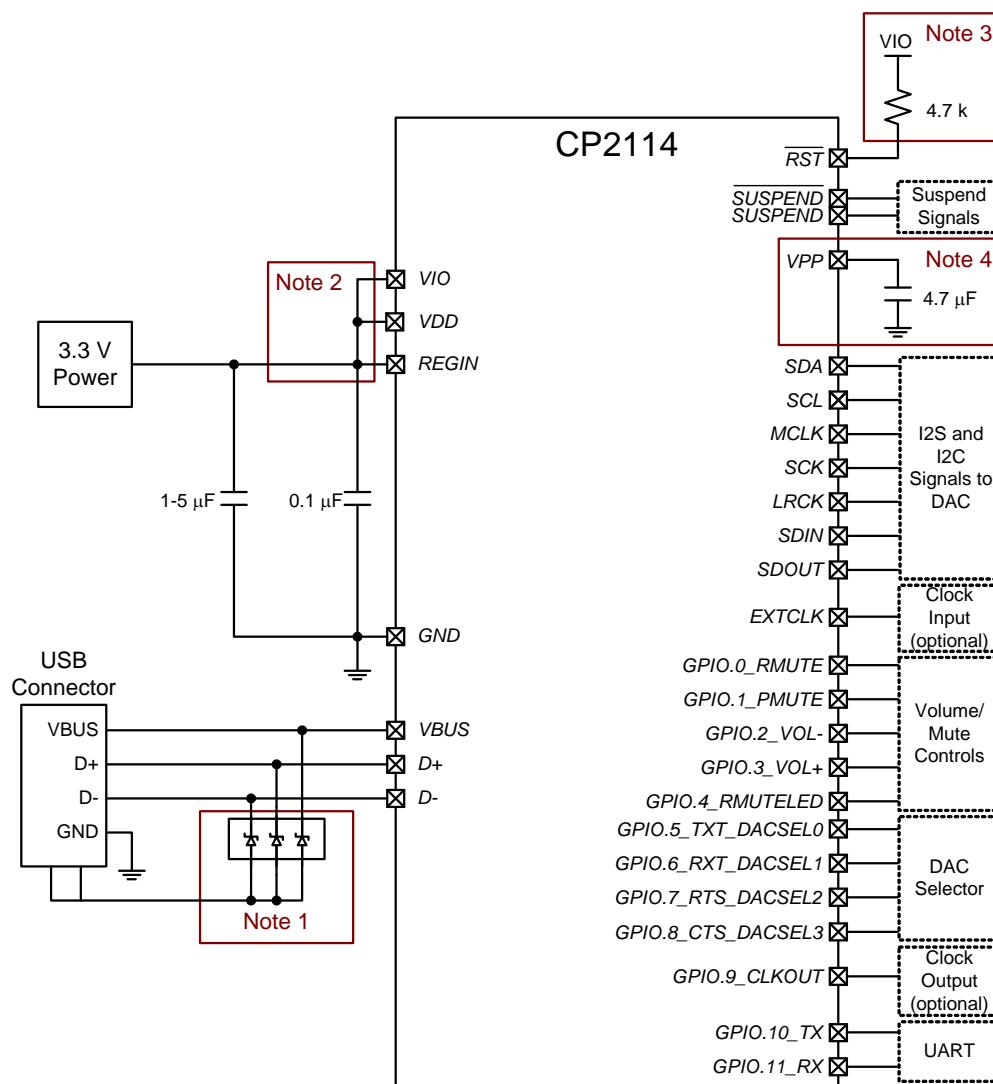 Note 3
VIO
4.7 k
CP2114
RST
SUSPEND
SUSPEND
Suspend
Signals
Note 4
VPP
4.7 μF
Note 2
VIO
VDD
REGIN
3.3 V
Power
1-5 μF
0.1 μF
GND
SDA
SCL
MCLK
SCK
LRCK
SDIN
SDOUT
I2S and
I2C
Signals to
DAC
EXTCLK
Clock
Input
(optional)
USB
Connector
VBUS
D+
D-
GND
VBUS
D+
D-
Note 1
GPIO.0_RMUTE
GPIO.1_PMUTE
GPIO.2_VOL-
GPIO.3_VOL+
GPIO.4_RMUTELED
Volume/
Mute
Controls
GPIO.5_TXT_DACSEL0
GPIO.6_RXT_DACSEL1
GPIO.7_RTS_DACSEL2
GPIO.8_CTS_DACSEL3
DAC
Selector
GPIO.9_CLKOUT
Clock
Output
(optional)
GPIO.10_TX
GPIO.11_RX
UART